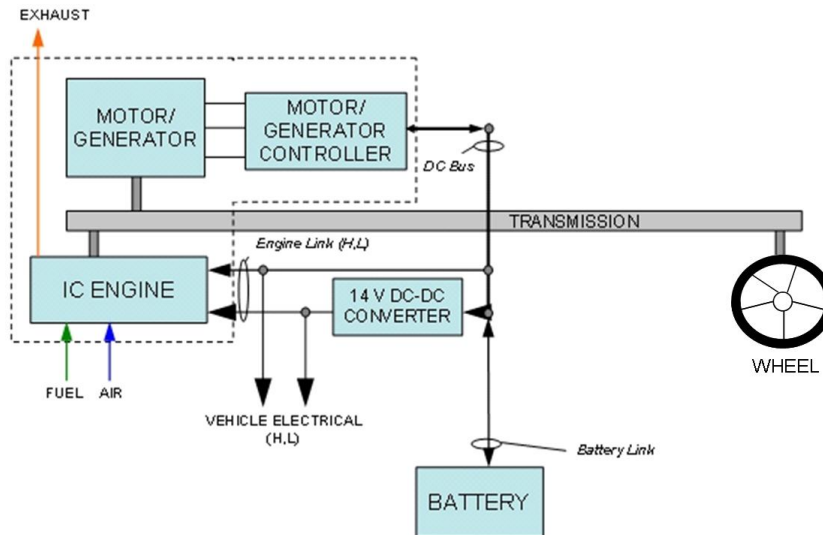 EXHAUST
MOTOR/
GENERATOR
MOTOR/
GENERATOR
CONTROLLER
DC Bus
TRANSMISSION
Engine Link (H,L)
IC ENGINE
14 V DC-DC
CONVERTER
WHEEL
FUEL
AIR
VEHICLE ELECTRICAL
(H,L)
Battery Link
BATTERY